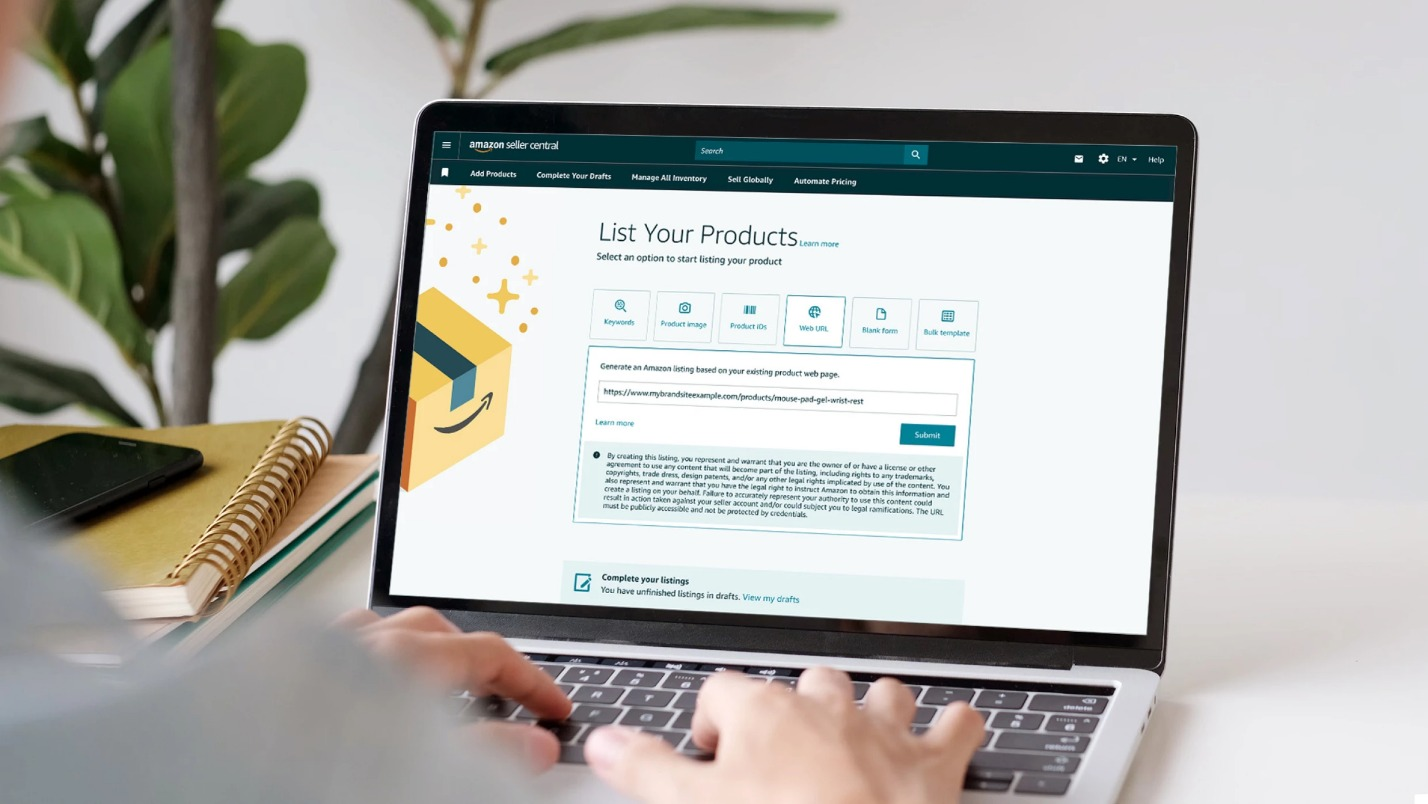 amazon seller central
Search
EN
Help
Add Products
Complete Your Drafts
Manage All Inventory
Sell Globally
Automate Pricing
List Your Products Learn more
Select an option to start listing your product
Keywords
Product image
Product IDs
Web URL
Blank form
Bulk template
Generate an Amazon listing based on your existing product web page.
https://www.mybrandsiteexample.com/products/mouse-pad-gel-wrist-rest
Learn more
Submit
By creating this listing, you represent and warrant that you are the owner of or have a license or other
agreement to use any content that will become part of the listing, including rights to any trademarks,
copyrights, trade dress, design patents, and/or any other legal rights implicated by use of the content. You
also represent and warrant that you have the legal right to instruct Amazon to obtain this information and
create a listing on your behalf. Failure to accurately represent your authority to use this content could
result in action taken against your seller account and/or could subject you to legal ramifications. The URL
must be publicly accessible and not be protected by credentials.
Complete your listings
You have unfinished listings in drafts. View my drafts
R
T
F
G
delete
return